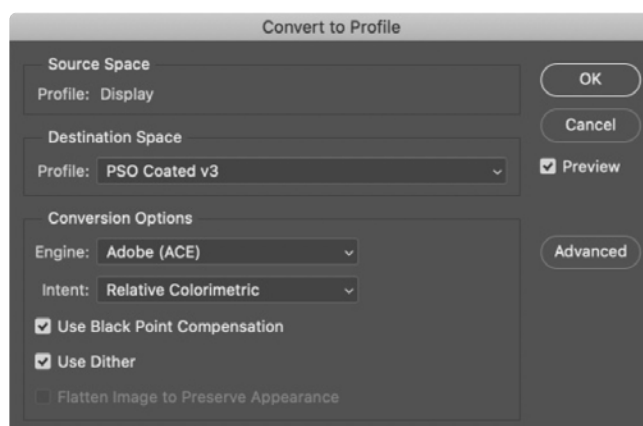 Convert to Profile
Source Space
Profile: Display
OK
Cancel
Destination Space
Profile: PSO Coated v3
Preview
Conversion Options
Engine: Adobe (ACE)
Advanced
Intent: Relative Colorimetric
Use Black Point Compensation
Use Dither
Flatten Image to Preserve Appearance